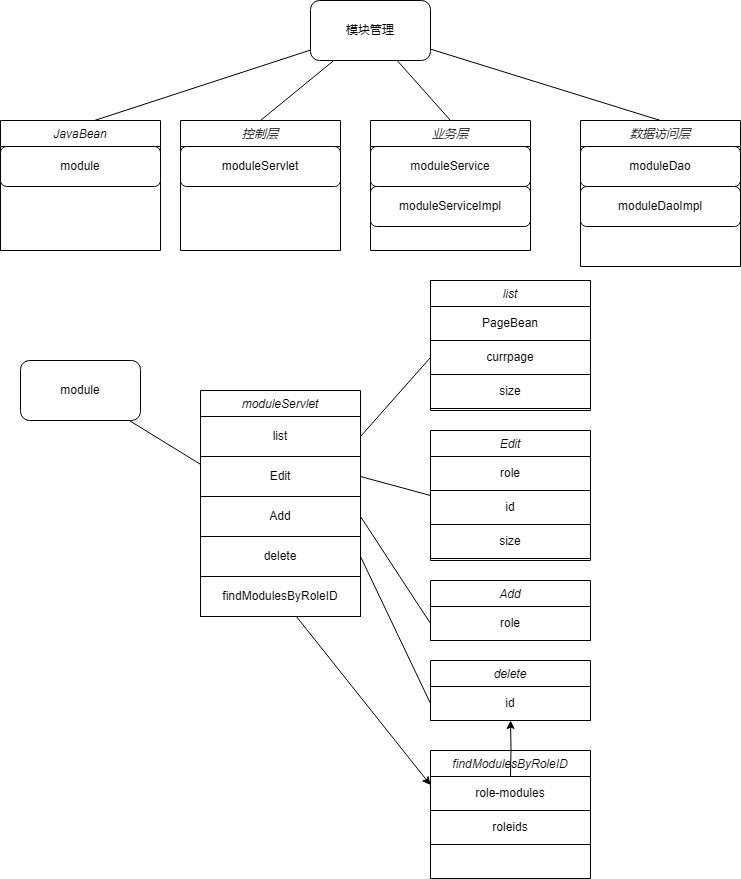 模块管理
JavaBean
module
控制层
moduleServlet
业务层
moduleService
moduleServiceImpl
数据访问层
moduleDao
moduleDaoImpl
module
moduleServlet
list
Edit
Add
delete
findModulesByRoleID
list
PageBean
currpage
size
Edit
role
id
size
Add
role
delete
id
findModulesByRoleID
role-modules
roleids